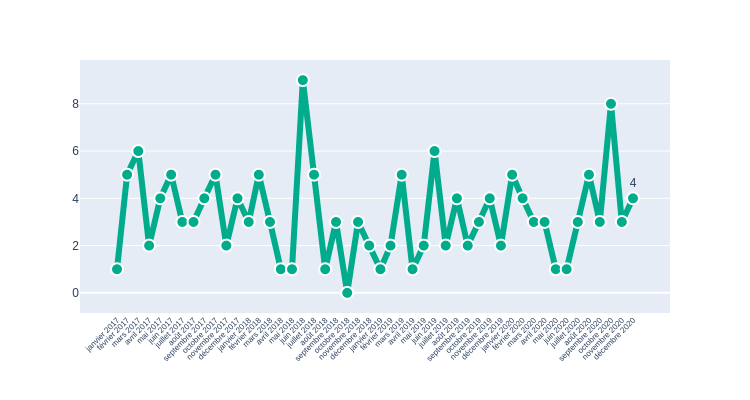 8
6
4
2
0
4
janvier 2017
février 2017
mars 2017
avril 2017
mai 2017
juin 2017
juillet 2017
août 2017
septembre 2017
octobre 2017
novembre 2017
décembre 2017
janvier 2018
février 2018
mars 2018
avril 2018
mai 2018
juin 2018
juillet 2018
août 2018
septembre 2018
octobre 2018
novembre 2018
décembre 2018
janvier 2019
février 2019
mars 2019
avril 2019
mai 2019
juin 2019
juillet 2019
août 2019
septembre 2019
octobre 2019
novembre 2019
décembre 2019
janvier 2020
février 2020
mars 2020
avril 2020
mai 2020
juin 2020
juillet 2020
août 2020
septembre 2020
octobre 2020
novembre 2020
décembre 2020